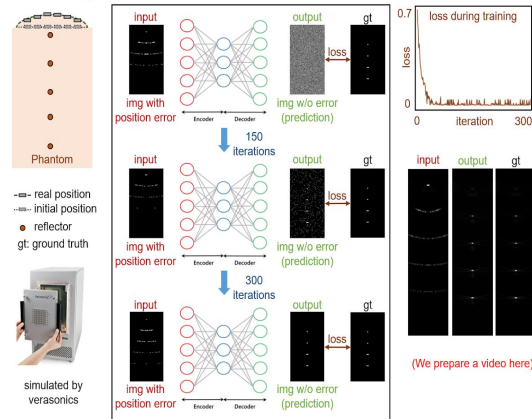 Phantom
real position
initial position
reflector
gt: ground truth
simulated by
verasonics
input
output
gt
loss
img with
position error
Encoder
Decoder
img w/o error
(prediction)
150
iterations
input
output
gt
loss
img with
position error
Encoder
Decoder
img w/o error
(prediction)
300
iterations
input
output
gt
loss
img with
position error
Encoder
Decoder
img w/o error
(prediction)
0.7
loss during training
loss
0
0
iteration
300
input
output
gt
(We prepare a video here)